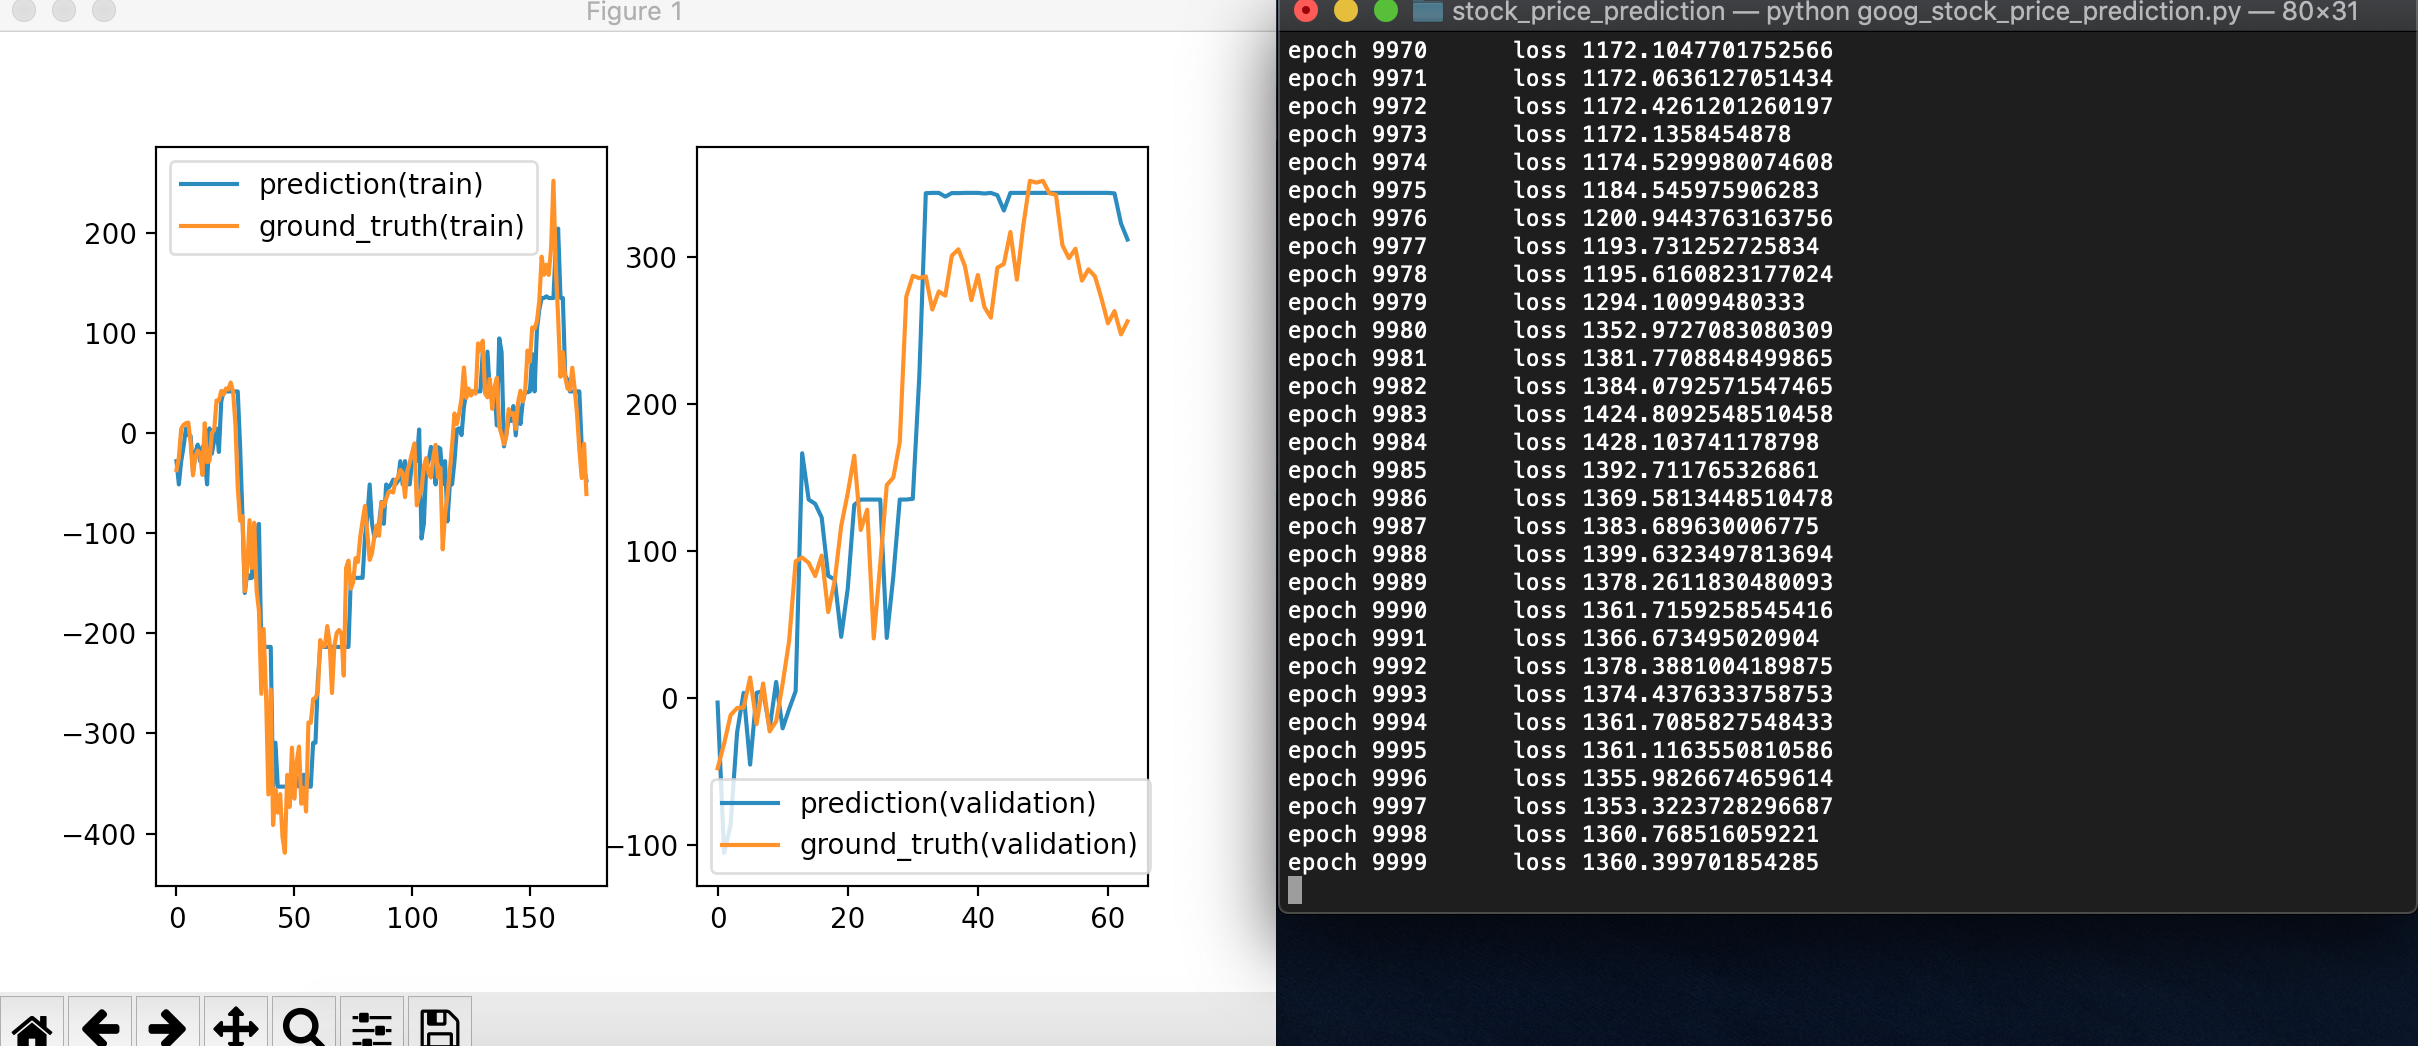 Figure 1
prediction(train)
ground_truth(train)
200
100
0
−100
−200
−300
−400
0
50
100
150
300
200
100
0
−100
prediction(validation)
ground_truth(validation)
0
20
40
60
stock_price_prediction — python goog_stock_price_prediction.py — 80×31
epoch 9970 loss 1172.1047701752566
epoch 9971 loss 1172.0636127051434
epoch 9972 loss 1172.4261201260197
epoch 9973 loss 1172.1358454878
epoch 9974 loss 1174.5299980074608
epoch 9975 loss 1184.545975906283
epoch 9976 loss 1200.9443763163756
epoch 9977 loss 1193.731252725834
epoch 9978 loss 1195.6160823177024
epoch 9979 loss 1294.10099480333
epoch 9980 loss 1352.9727083080309
epoch 9981 loss 1381.7708848499865
epoch 9982 loss 1384.0792571547465
epoch 9983 loss 1424.8092548510458
epoch 9984 loss 1428.103741178798
epoch 9985 loss 1392.711765326861
epoch 9986 loss 1369.5813448510478
epoch 9987 loss 1383.689630006775
epoch 9988 loss 1399.6323497813694
epoch 9989 loss 1378.2611830480093
epoch 9990 loss 1361.7159258545416
epoch 9991 loss 1366.673495020904
epoch 9992 loss 1378.3881004189875
epoch 9993 loss 1374.4376333758753
epoch 9994 loss 1361.7085827548433
epoch 9995 loss 1361.1163550810586
epoch 9996 loss 1355.9826674659614
epoch 9997 loss 1353.3223728296687
epoch 9998 loss 1360.768516059221
epoch 9999 loss 1360.399701854285